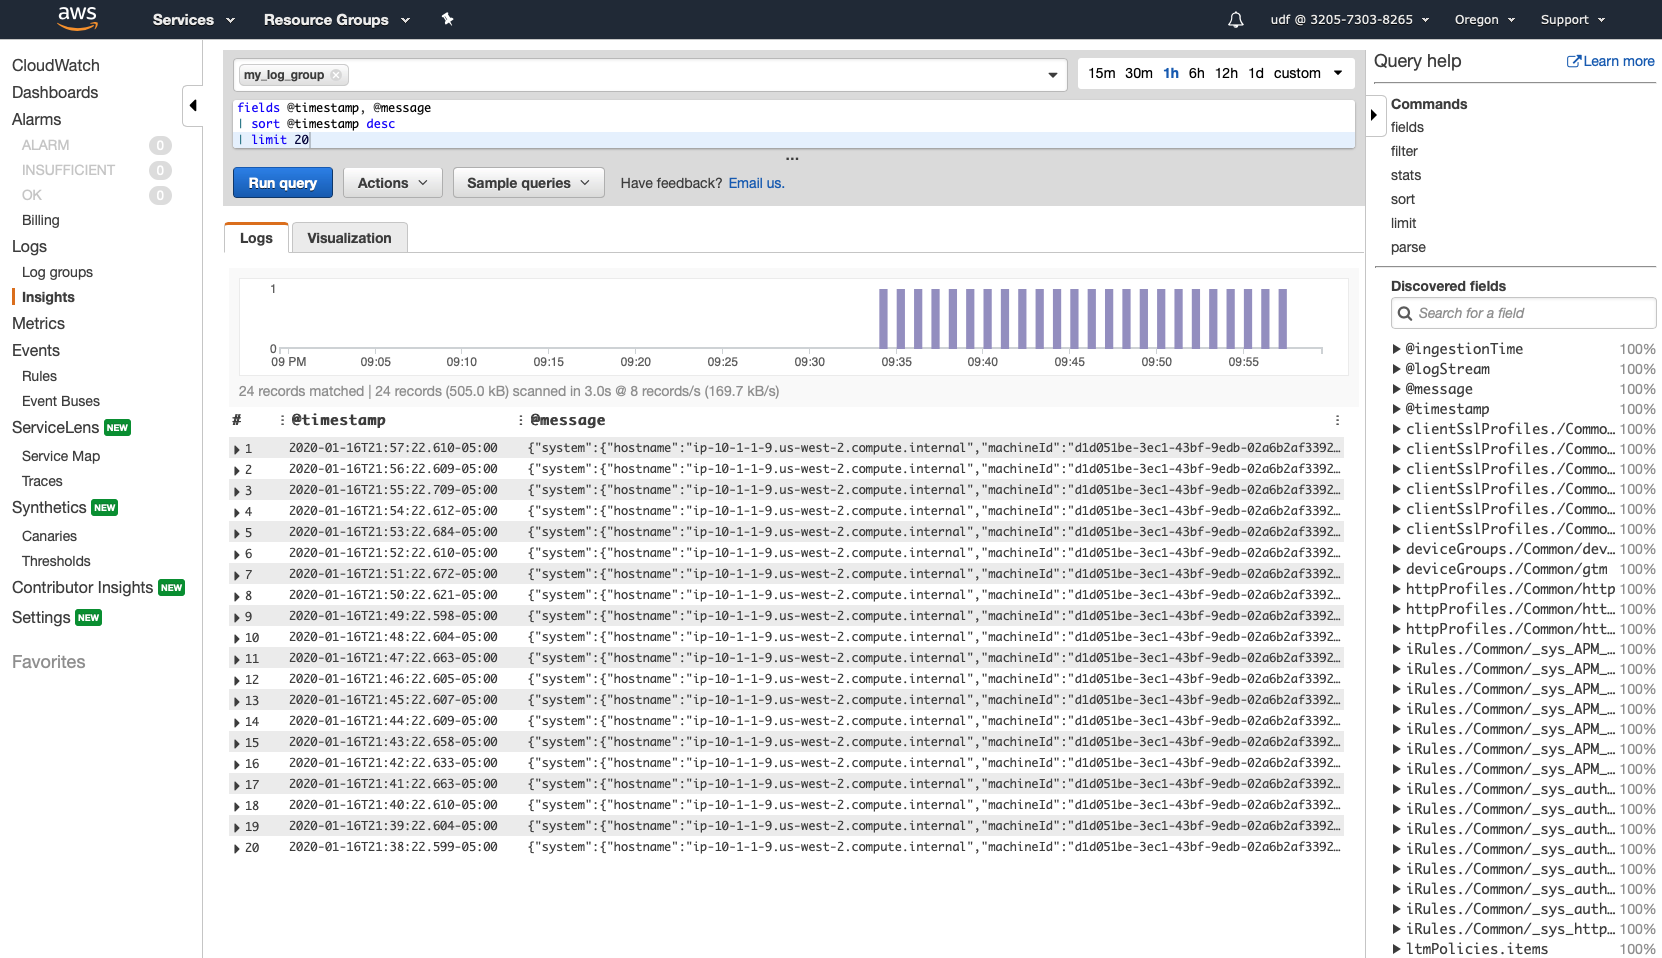 aws Services Resource Groups udf @ 3205-7303-8265 Oregon Support
CloudWatch
Dashboards
Alarms
ALARM 0
INSUFFICIENT 0
OK 0
Billing
Logs
Log groups
Insights
Metrics
Events
Rules
Event Buses
ServiceLens NEW
Service Map
Traces
Synthetics NEW
Canaries
Thresholds
Contributor Insights NEW
Settings NEW
Favorites
my_log_group
15m 30m 1h 6h 12h 1d custom
fields @timestamp, @message
| sort @timestamp desc
| limit 20
...
Run query Actions Sample queries Have feedback? Email us.
Logs Visualization
1
0
09 PM 09:05 09:10 09:15 09:20 09:25 09:30 09:35 09:40 09:45 09:50 09:55
24 records matched | 24 records (505.0 kB) scanned in 3.0s @ 8 records/s (169.7 kB/s)
# @timestamp @message
1 2020-01-16T21:57:22.610-05:00 {"system":{"hostname":"ip-10-1-1-9.us-west-2.compute.internal","machineId":"d1d051be-3ec1-43bf-9edb-02a6b2af3392…
2 2020-01-16T21:56:22.609-05:00 {"system":{"hostname":"ip-10-1-1-9.us-west-2.compute.internal","machineId":"d1d051be-3ec1-43bf-9edb-02a6b2af3392…
3 2020-01-16T21:55:22.709-05:00 {"system":{"hostname":"ip-10-1-1-9.us-west-2.compute.internal","machineId":"d1d051be-3ec1-43bf-9edb-02a6b2af3392…
4 2020-01-16T21:54:22.612-05:00 {"system":{"hostname":"ip-10-1-1-9.us-west-2.compute.internal","machineId":"d1d051be-3ec1-43bf-9edb-02a6b2af3392…
5 2020-01-16T21:53:22.684-05:00 {"system":{"hostname":"ip-10-1-1-9.us-west-2.compute.internal","machineId":"d1d051be-3ec1-43bf-9edb-02a6b2af3392…
6 2020-01-16T21:52:22.610-05:00 {"system":{"hostname":"ip-10-1-1-9.us-west-2.compute.internal","machineId":"d1d051be-3ec1-43bf-9edb-02a6b2af3392…
7 2020-01-16T21:51:22.672-05:00 {"system":{"hostname":"ip-10-1-1-9.us-west-2.compute.internal","machineId":"d1d051be-3ec1-43bf-9edb-02a6b2af3392…
8 2020-01-16T21:50:22.621-05:00 {"system":{"hostname":"ip-10-1-1-9.us-west-2.compute.internal","machineId":"d1d051be-3ec1-43bf-9edb-02a6b2af3392…
9 2020-01-16T21:49:22.598-05:00 {"system":{"hostname":"ip-10-1-1-9.us-west-2.compute.internal","machineId":"d1d051be-3ec1-43bf-9edb-02a6b2af3392…
10 2020-01-16T21:48:22.604-05:00 {"system":{"hostname":"ip-10-1-1-9.us-west-2.compute.internal","machineId":"d1d051be-3ec1-43bf-9edb-02a6b2af3392…
11 2020-01-16T21:47:22.663-05:00 {"system":{"hostname":"ip-10-1-1-9.us-west-2.compute.internal","machineId":"d1d051be-3ec1-43bf-9edb-02a6b2af3392…
12 2020-01-16T21:46:22.605-05:00 {"system":{"hostname":"ip-10-1-1-9.us-west-2.compute.internal","machineId":"d1d051be-3ec1-43bf-9edb-02a6b2af3392…
13 2020-01-16T21:45:22.607-05:00 {"system":{"hostname":"ip-10-1-1-9.us-west-2.compute.internal","machineId":"d1d051be-3ec1-43bf-9edb-02a6b2af3392…
14 2020-01-16T21:44:22.609-05:00 {"system":{"hostname":"ip-10-1-1-9.us-west-2.compute.internal","machineId":"d1d051be-3ec1-43bf-9edb-02a6b2af3392…
15 2020-01-16T21:43:22.658-05:00 {"system":{"hostname":"ip-10-1-1-9.us-west-2.compute.internal","machineId":"d1d051be-3ec1-43bf-9edb-02a6b2af3392…
16 2020-01-16T21:42:22.633-05:00 {"system":{"hostname":"ip-10-1-1-9.us-west-2.compute.internal","machineId":"d1d051be-3ec1-43bf-9edb-02a6b2af3392…
17 2020-01-16T21:41:22.663-05:00 {"system":{"hostname":"ip-10-1-1-9.us-west-2.compute.internal","machineId":"d1d051be-3ec1-43bf-9edb-02a6b2af3392…
18 2020-01-16T21:40:22.610-05:00 {"system":{"hostname":"ip-10-1-1-9.us-west-2.compute.internal","machineId":"d1d051be-3ec1-43bf-9edb-02a6b2af3392…
19 2020-01-16T21:39:22.604-05:00 {"system":{"hostname":"ip-10-1-1-9.us-west-2.compute.internal","machineId":"d1d051be-3ec1-43bf-9edb-02a6b2af3392…
20 2020-01-16T21:38:22.599-05:00 {"system":{"hostname":"ip-10-1-1-9.us-west-2.compute.internal","machineId":"d1d051be-3ec1-43bf-9edb-02a6b2af3392…
Query help Learn more
Commands
fields
filter
stats
sort
limit
parse
Discovered fields
Search for a field
@ingestionTime 100%
@logStream 100%
@message 100%
@timestamp 100%
clientSslProfiles./Commo… 100%
clientSslProfiles./Commo… 100%
clientSslProfiles./Commo… 100%
clientSslProfiles./Commo… 100%
clientSslProfiles./Commo… 100%
clientSslProfiles./Commo… 100%
deviceGroups./Common/dev… 100%
deviceGroups./Common/gtm 100%
httpProfiles./Common/http 100%
httpProfiles./Common/htt… 100%
httpProfiles./Common/htt… 100%
iRules./Common/_sys_APM_… 100%
iRules./Common/_sys_APM_… 100%
iRules./Common/_sys_APM_… 100%
iRules./Common/_sys_APM_… 100%
iRules./Common/_sys_APM_… 100%
iRules./Common/_sys_APM_… 100%
iRules./Common/_sys_APM_… 100%
iRules./Common/_sys_auth… 100%
iRules./Common/_sys_auth… 100%
iRules./Common/_sys_auth… 100%
iRules./Common/_sys_auth… 100%
iRules./Common/_sys_auth… 100%
iRules./Common/_sys_auth… 100%
iRules./Common/_sys_auth… 100%
iRules./Common/_sys_http… 100%
ltmPolicies.items 100%